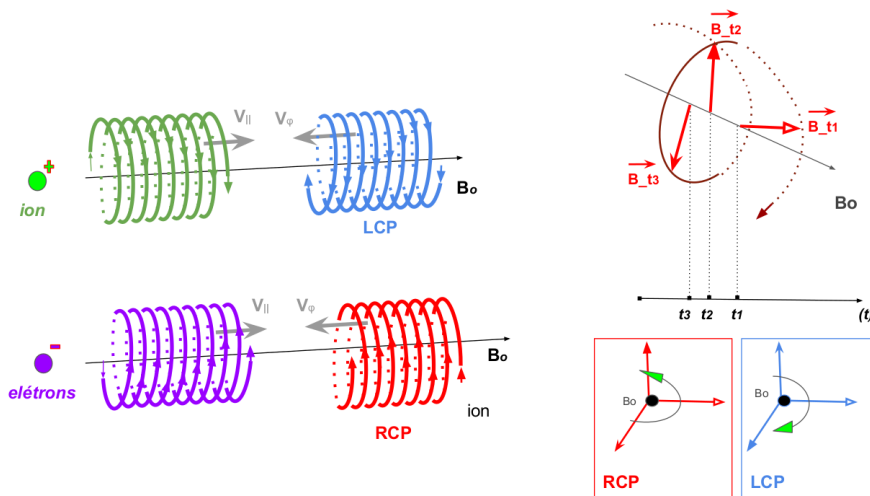 B_t2
V||
Vφ
B_t1
+
ion
Bo
LCP
B_t3
Bo
t3 t2 t1 (t)
V||
Vφ
-
elétrons
Bo
ion
RCP
Bo
RCP
Bo
LCP